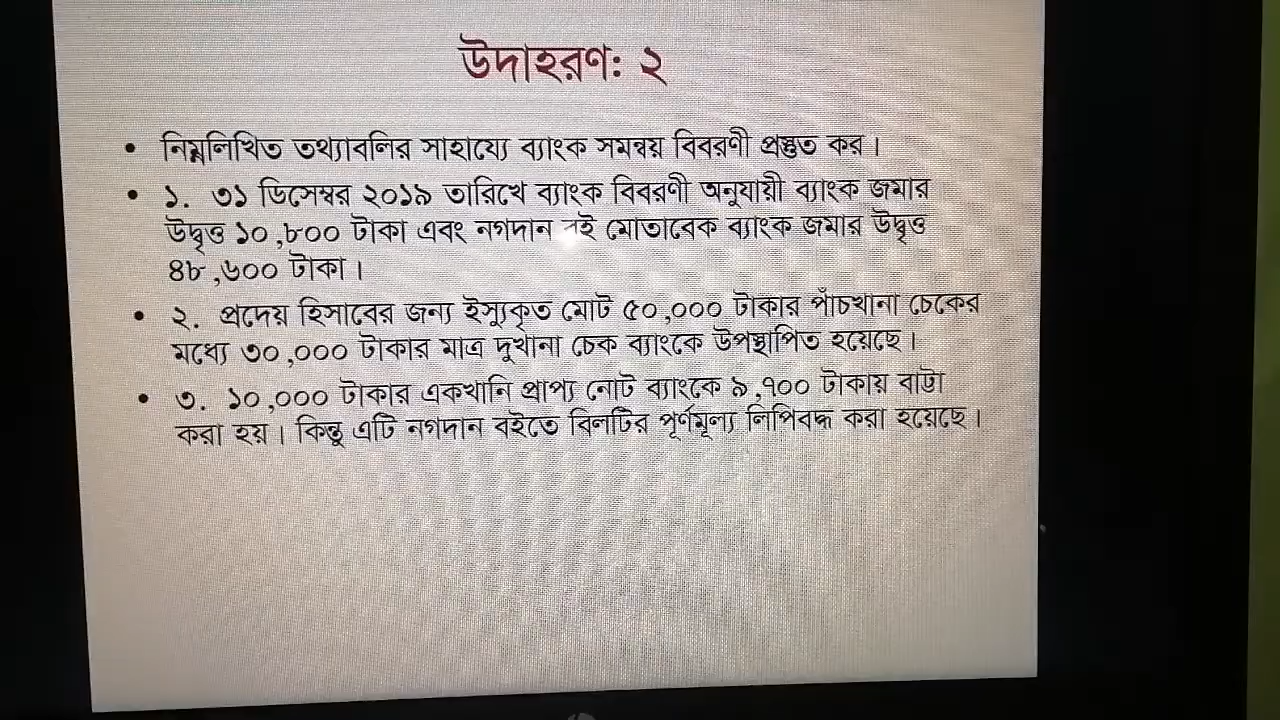 উদাহরণ: ২
• নিম্নলিখিত তথ্যাবলির সাহায্যে ব্যাংক সমন্বয় বিবরণী প্রস্তুত কর।
• ১. ৩১ ডিসেম্বর ২০১৯ তারিখে ব্যাংক বিবরণী অনুযায়ী ব্যাংক জমার
উদ্বৃত্ত ১০,৮০০ টাকা এবং নগদান বই মোতাবেক ব্যাংক জমার উদ্বৃত্ত
৪৮,৬০০ টাকা।
• ২. প্রদেয় হিসাবের জন্য ইস্যুকৃত মোট ৫০,০০০ টাকার পাঁচখানা চেকের
মধ্যে ৩০,০০০ টাকার মাত্র দুখানা চেক ব্যাংকে উপস্থাপিত হয়েছে।
• ৩. ১০,০০০ টাকার একখানি প্রাপ্য নোট ব্যাংকে ৯,৭০০ টাকায় বাট্টা
করা হয়। কিন্তু এটি নগদান বইতে বিলটির পূর্ণমূল্য লিপিবদ্ধ করা হয়েছে।